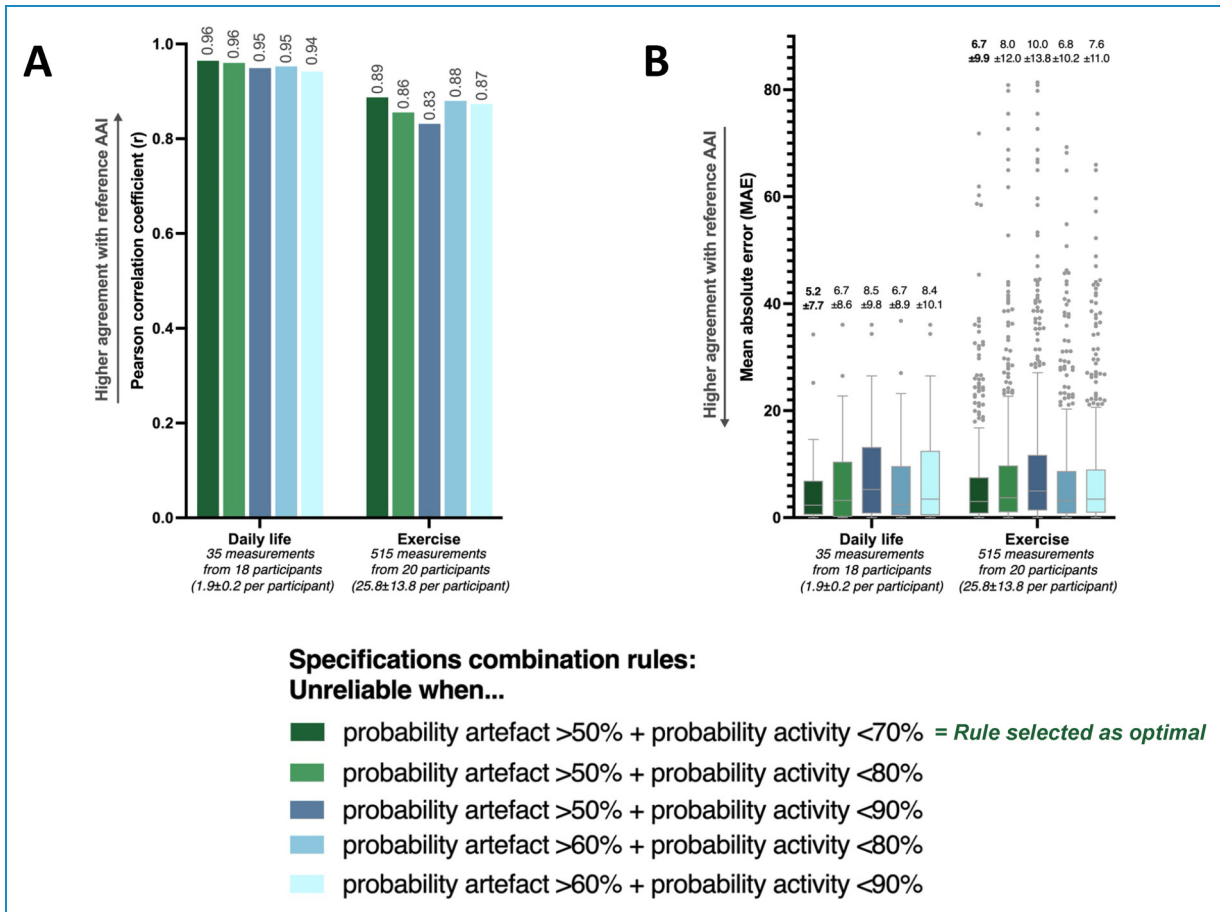 A
Higher agreement with reference AAI
Pearson correlation coefficient (r)
1.0
0.8
0.6
0.4
0.2
0.0
0.96
0.96
0.95
0.95
0.94
0.89
0.86
0.83
0.88
0.87
Daily life
35 measurements
from 18 participants
(1.9±0.2 per participant)
Exercise
515 measurements
from 20 participants
(25.8±13.8 per participant)
B
Higher agreement with reference AAI
Mean absolute error (MAE)
80
60
40
20
0
5.2 6.7 8.5 6.7 8.4
±7.7 ±8.6 ±9.8 ±8.9 ±10.1
6.7 8.0 10.0 6.8 7.6
±9.9 ±12.0 ±13.8 ±10.2 ±11.0
Daily life
35 measurements
from 18 participants
(1.9±0.2 per participant)
Exercise
515 measurements
from 20 participants
(25.8±13.8 per participant)
Specifications combination rules:
Unreliable when...
probability artefact >50% + probability activity <70% = Rule selected as optimal
probability artefact >50% + probability activity <80%
probability artefact >50% + probability activity <90%
probability artefact >60% + probability activity <80%
probability artefact >60% + probability activity <90%